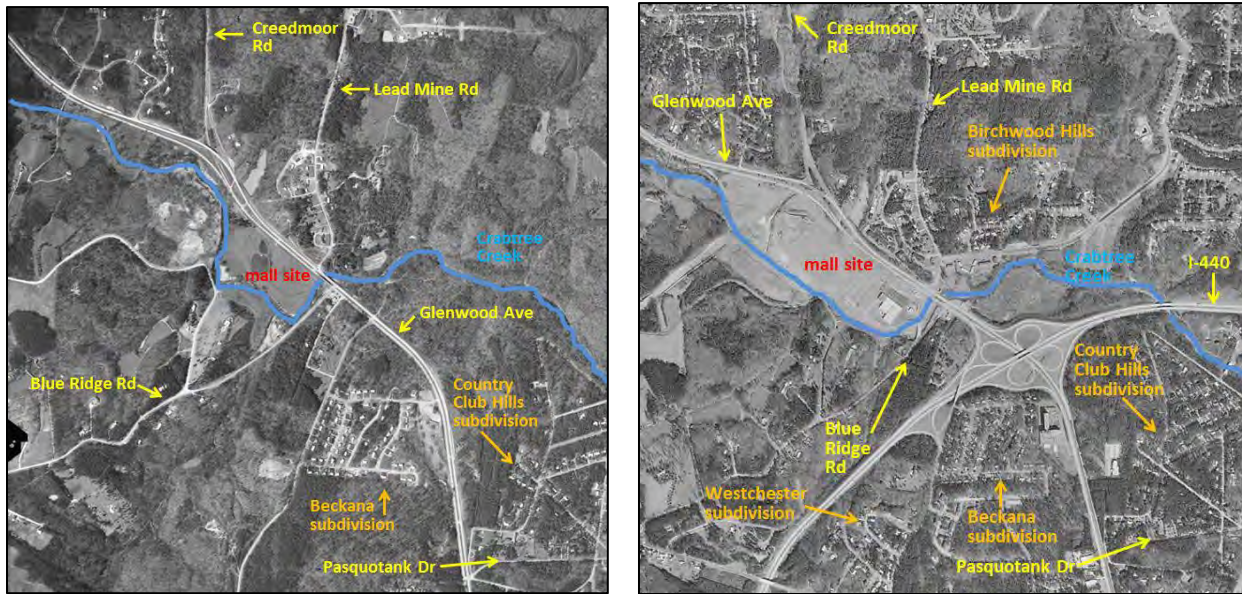 Creedmoor
Rd
Lead Mine Rd
Crabtree
Creek
mall site
Glenwood Ave
Blue Ridge Rd
Country
Club Hills
subdivision
Beckana
subdivision
Pasquotank Dr
Creedmoor
Rd
Lead Mine Rd
Glenwood Ave
Birchwood Hills
subdivision
mall site
Crabtree
Creek
I-440
Country
Club Hills
subdivision
Blue
Ridge
Rd
Westchester
subdivision
Beckana
subdivision
Pasquotank Dr